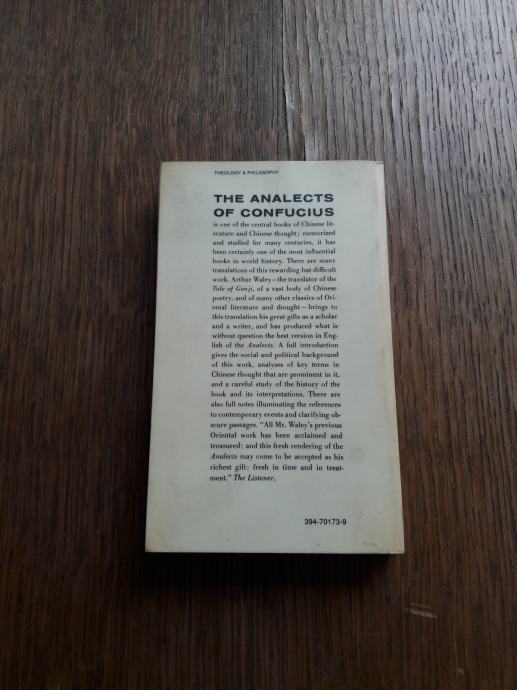 THEOLOGY & PHILOSOPHY
THE ANALECTS
OF CONFUCIUS
is one of the central books of Chinese lit-
erature and Chinese thought; memorized
and studied for many centuries, it has
been certainly one of the most influential
books in world history. There are many
translations of this rewarding but difficult
work. Arthur Waley—the translator of the
Tale of Genji, of a vast body of Chinese
poetry, and of many other classics of Ori-
ental literature and thought—brings to
this translation his great gifts as a scholar
and a writer, and has produced what is
without question the best version in Eng-
lish of the Analects. A full introduction
gives the social and political background
of this work, analyses of key terms in
Chinese thought that are prominent in it,
and a careful study of the history of the
book and its interpretations. There are
also full notes illuminating the references
to contemporary events and clarifying ob-
scure passages. "All Mr. Waley's previous
Oriental work has been acclaimed and
treasured: and this fresh rendering of the
Analects may come to be accepted as his
richest gift: fresh in time and in treat-
ment." The Listener.
394-70173-9